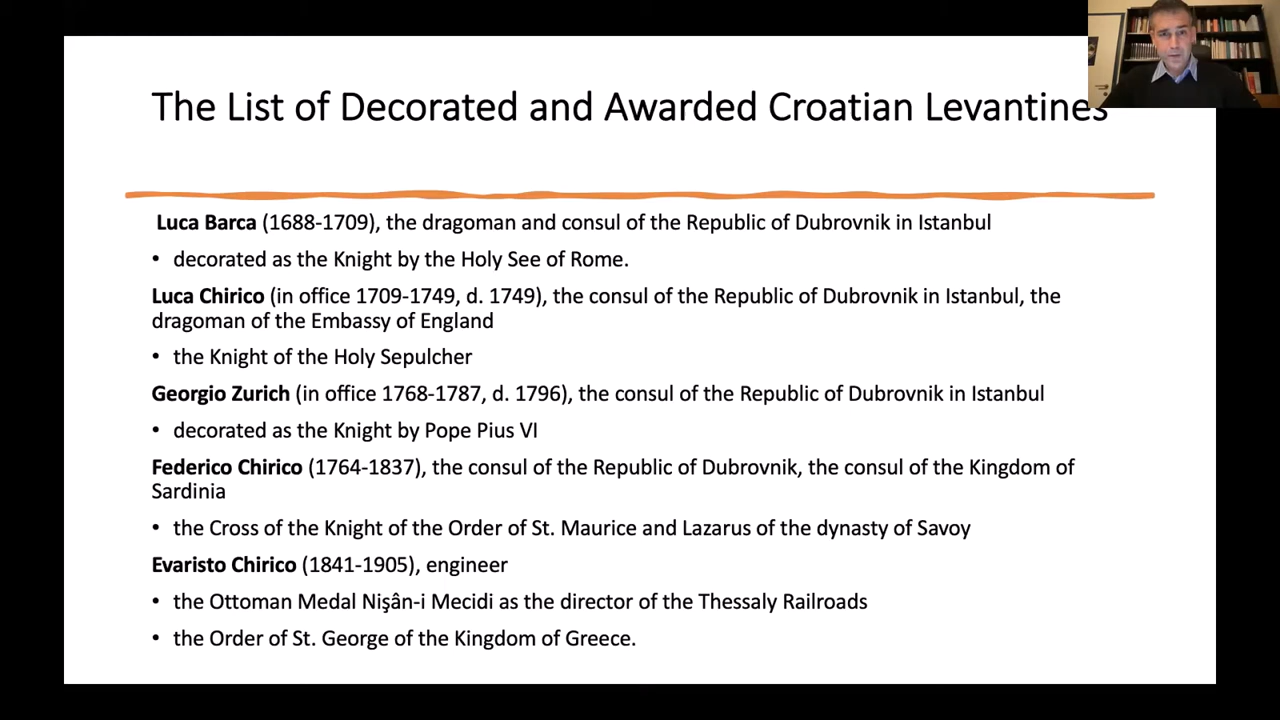 The List of Decorated and Awarded Croatian Levantines
Luca Barca (1688-1709), the dragoman and consul of the Republic of Dubrovnik in Istanbul
• decorated as the Knight by the Holy See of Rome.
Luca Chirico (in office 1709-1749, d. 1749), the consul of the Republic of Dubrovnik in Istanbul, the
dragoman of the Embassy of England
• the Knight of the Holy Sepulcher
Georgio Zurich (in office 1768-1787, d. 1796), the consul of the Republic of Dubrovnik in Istanbul
• decorated as the Knight by Pope Pius VI
Federico Chirico (1764-1837), the consul of the Republic of Dubrovnik, the consul of the Kingdom of
Sardinia
• the Cross of the Knight of the Order of St. Maurice and Lazarus of the dynasty of Savoy
Evaristo Chirico (1841-1905), engineer
• the Ottoman Medal Nişân-i Mecidi as the director of the Thessaly Railroads
• the Order of St. George of the Kingdom of Greece.